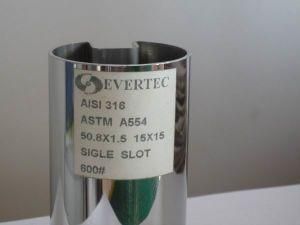 EVERTEC
AISI 316
ASTM A554
50.8X1.5 15X15
SIGLE SLOT
600#